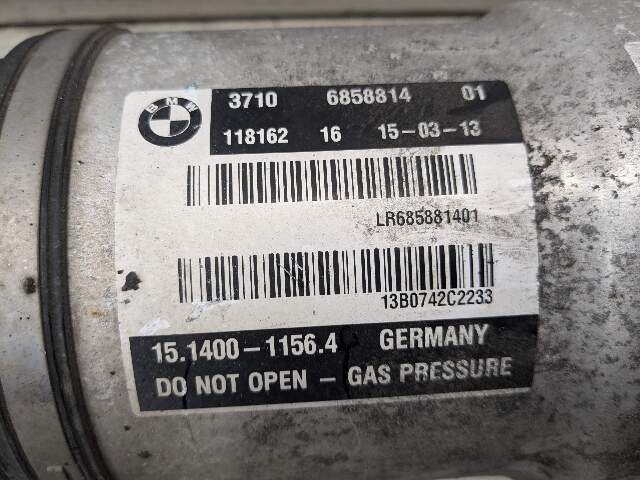 BMW
3710 6858814 01
118162 16 15-03-13
LR685881401
13B0742C2233
15.1400-1156.4 GERMANY
DO NOT OPEN - GAS PRESSURE